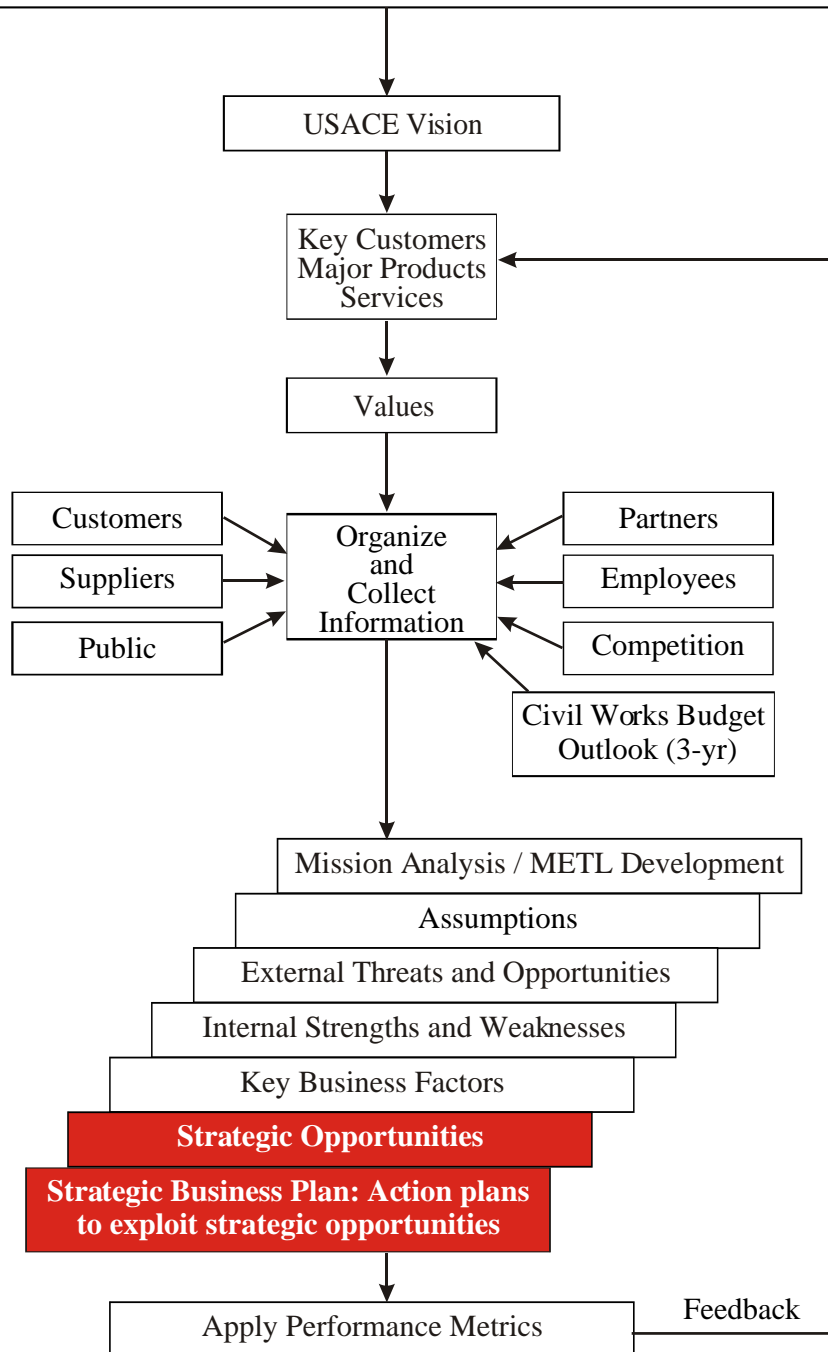 USACE Vision
Key Customers
Major Products
Services
Values
Customers
Suppliers
Public
Organize
and
Collect
Information
Partners
Employees
Competition
Civil Works Budget
Outlook (3-yr)
Mission Analysis / METL Development
Assumptions
External Threats and Opportunities
Internal Strengths and Weaknesses
Key Business Factors
Strategic Opportunities
Strategic Business Plan: Action plans
to exploit strategic opportunities
Apply Performance Metrics
Feedback